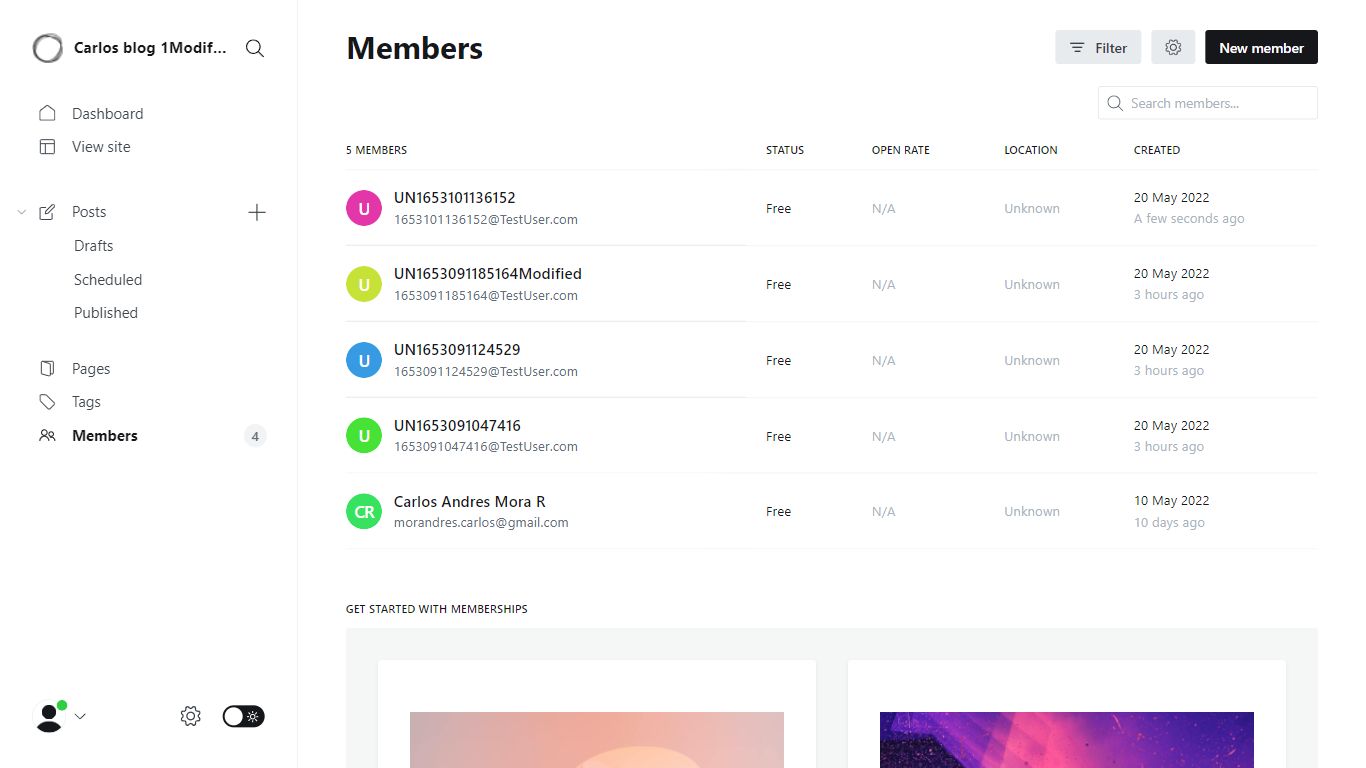 Carlos blog 1Modif...
Dashboard
View site
Posts
Drafts
Scheduled
Published
Pages
Tags
Members 4
Members
Filter
New member
Search members...
5 MEMBERS STATUS OPEN RATE LOCATION CREATED
U UN1653101136152 Free N/A Unknown 20 May 2022
1653101136152@TestUser.com A few seconds ago
U UN1653091185164Modified Free N/A Unknown 20 May 2022
1653091185164@TestUser.com 3 hours ago
U UN1653091124529 Free N/A Unknown 20 May 2022
1653091124529@TestUser.com 3 hours ago
U UN1653091047416 Free N/A Unknown 20 May 2022
1653091047416@TestUser.com 3 hours ago
CR Carlos Andres Mora R Free N/A Unknown 10 May 2022
morandres.carlos@gmail.com 10 days ago
GET STARTED WITH MEMBERSHIPS